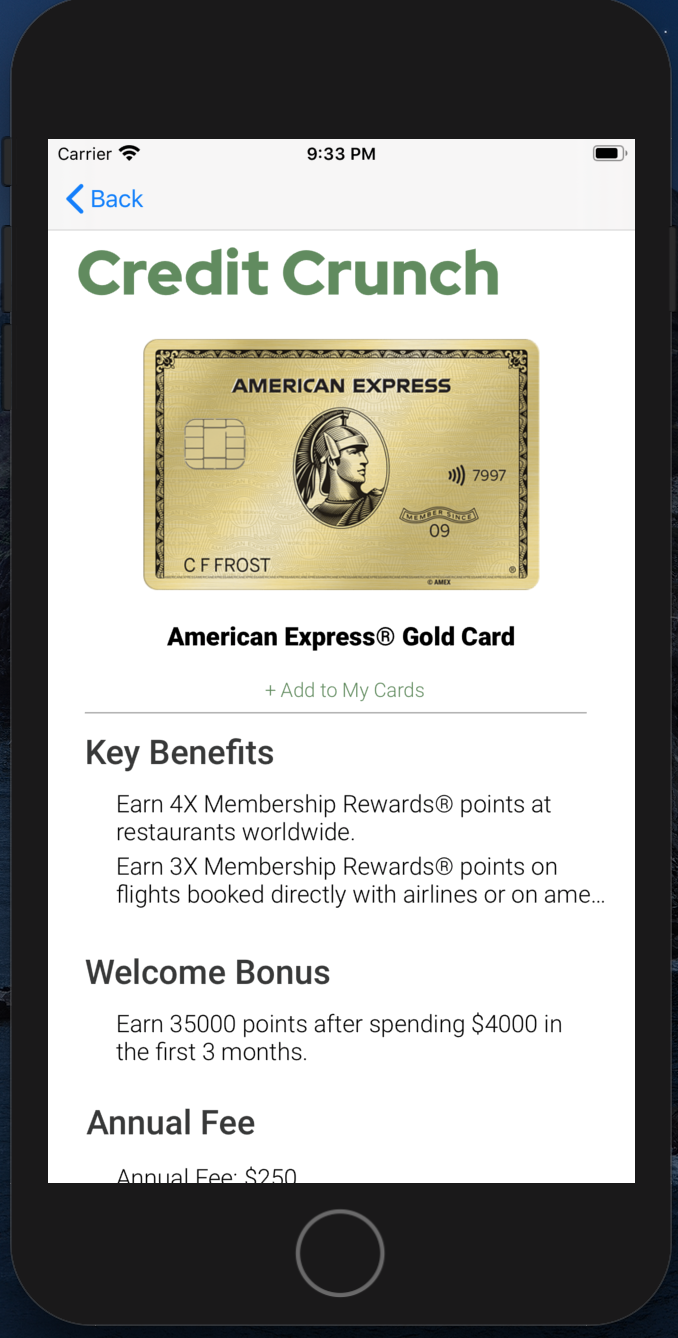 Carrier 9:33 PM
Back
Credit Crunch
AMERICAN EXPRESS
7997
MEMBER SINCE
09
C F FROST
®
© AMEX
American Express® Gold Card
+ Add to My Cards
Key Benefits
Earn 4X Membership Rewards® points at
restaurants worldwide.
Earn 3X Membership Rewards® points on
flights booked directly with airlines or on ame...
Welcome Bonus
Earn 35000 points after spending $4000 in
the first 3 months.
Annual Fee
Annual Fee: $250